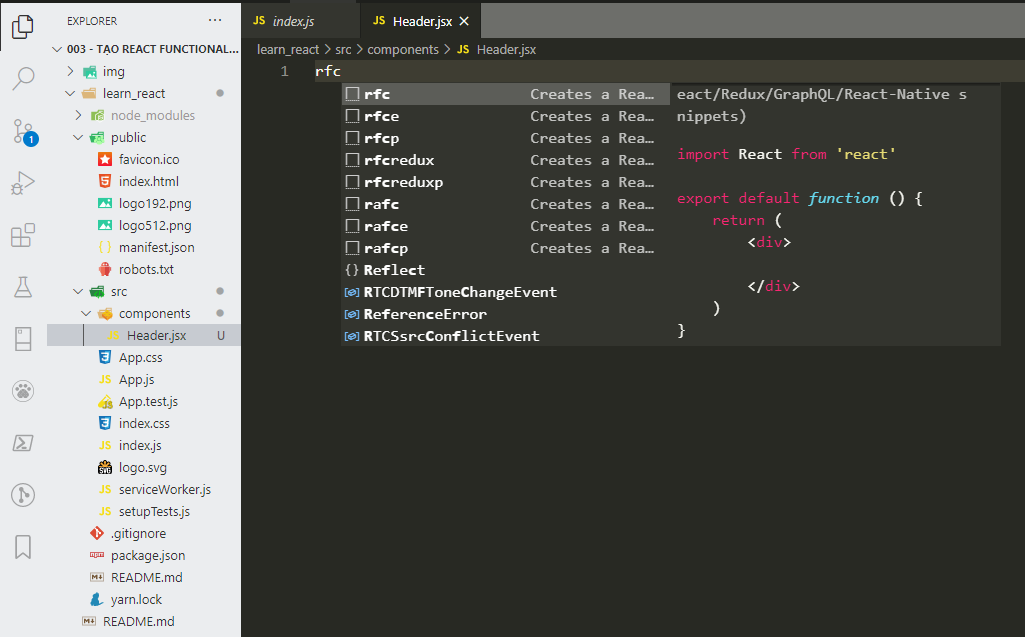 EXPLORER
003 - TẠO REACT FUNCTIONAL...
img
learn_react
node_modules
public
favicon.ico
index.html
logo192.png
logo512.png
manifest.json
robots.txt
src
components
Header.jsx U
App.css
App.js
App.test.js
index.css
index.js
logo.svg
serviceWorker.js
setupTests.js
.gitignore
package.json
README.md
yarn.lock
README.md
1
JS index.js
JS Header.jsx
learn_react > src > components > JS Header.jsx
1 rfc
rfc Creates a Rea…
rfce Creates a Rea…
rfcp Creates a Rea…
rfcredux Creates a Rea…
rfcreduxp Creates a Rea…
rafc Creates a Rea…
rafce Creates a Rea…
rafcp Creates a Rea…
Reflect
RTCDTMFToneChangeEvent
ReferenceError
RTCSsrcConflictEvent
eact/Redux/GraphQL/React-Native s
nippets)
import React from 'react'
export default function () {
return (
<div>
</div>
)
}